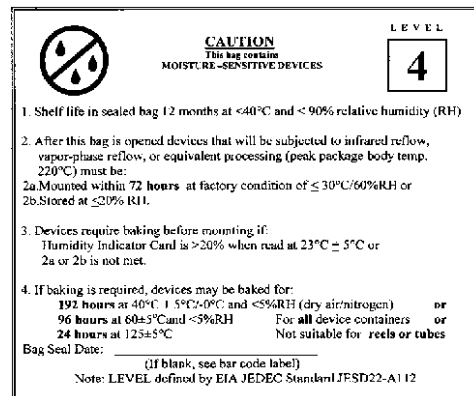 LEVEL
CAUTION
This bag contains
MOISTURE-SENSITIVE DEVICES
4
1. Shelf life in sealed bag 12 months at <40°C and < 90% relative humidity (RH)
2. After this bag is opened devices that will be subjected to infrared reflow,
vapor-phase reflow, or equivalent processing (peak package body temp.
220°C) must be:
2a.Mounted within 72 hours at factory condition of ≤ 30°C/60%RH or
2b.Stored at ≤20% RH.
3. Devices require baking before mounting if:
Humidity Indicator Card is >20% when read at 23°C ± 5°C or
2a or 2b is not met.
4. If baking is required, devices may be baked for:
192 hours at 40°C + 5°C/-0°C and <5%RH (dry air/nitrogen) or
96 hours at 60±5°Cand <5%RH For all device containers or
24 hours at 125±5°C Not suitable for reels or tubes
Bag Seal Date:
(If blank, see bar code label)
Note: LEVEL defined by EIA JEDEC Standard JESD22-A112